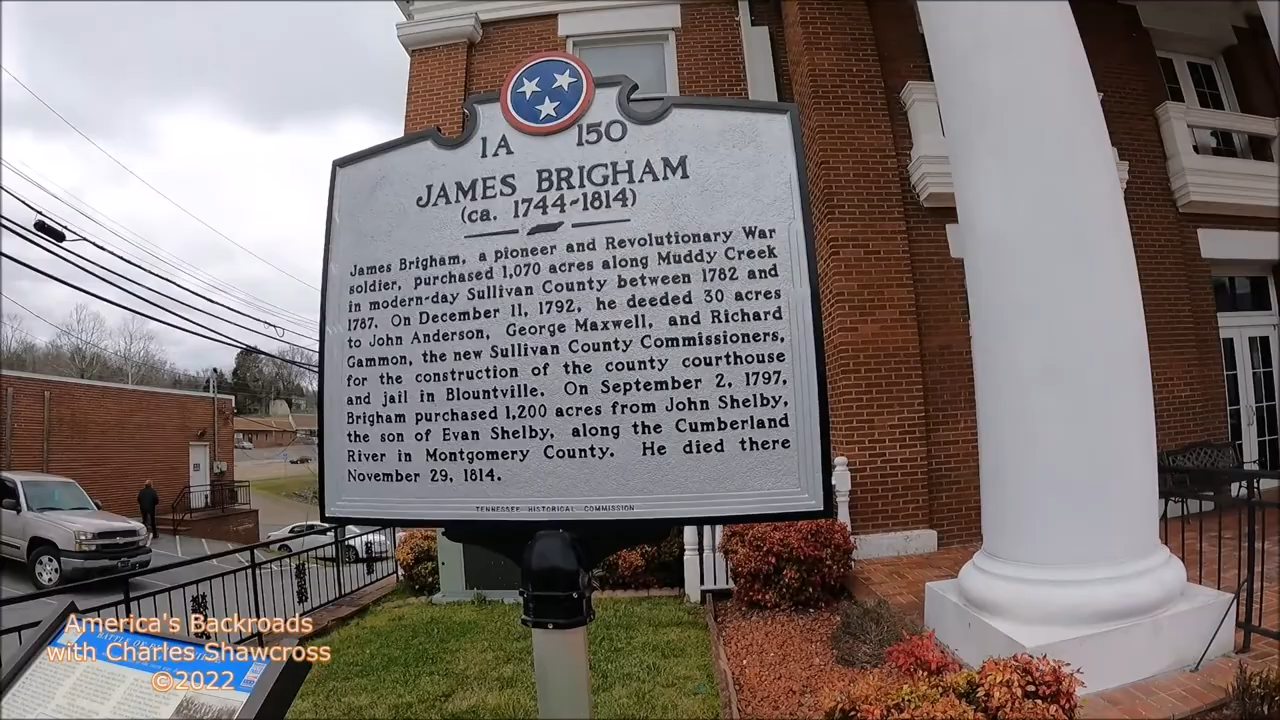 1A 150
JAMES BRIGHAM
(ca. 1744-1814)
James Brigham, a pioneer and Revolutionary War
soldier, purchased 1,070 acres along Muddy Creek
in modern-day Sullivan County between 1782 and
1787. On December 11, 1792, he deeded 30 acres
to John Anderson, George Maxwell, and Richard
Gammon, the new Sullivan County Commissioners,
for the construction of the county courthouse
and jail in Blountville. On September 2, 1797,
Brigham purchased 1,200 acres from John Shelby,
the son of Evan Shelby, along the Cumberland
River in Montgomery County. He died there
November 29, 1814.
TENNESSEE HISTORICAL COMMISSION
America's Backroads
with Charles Shawcross
©2022